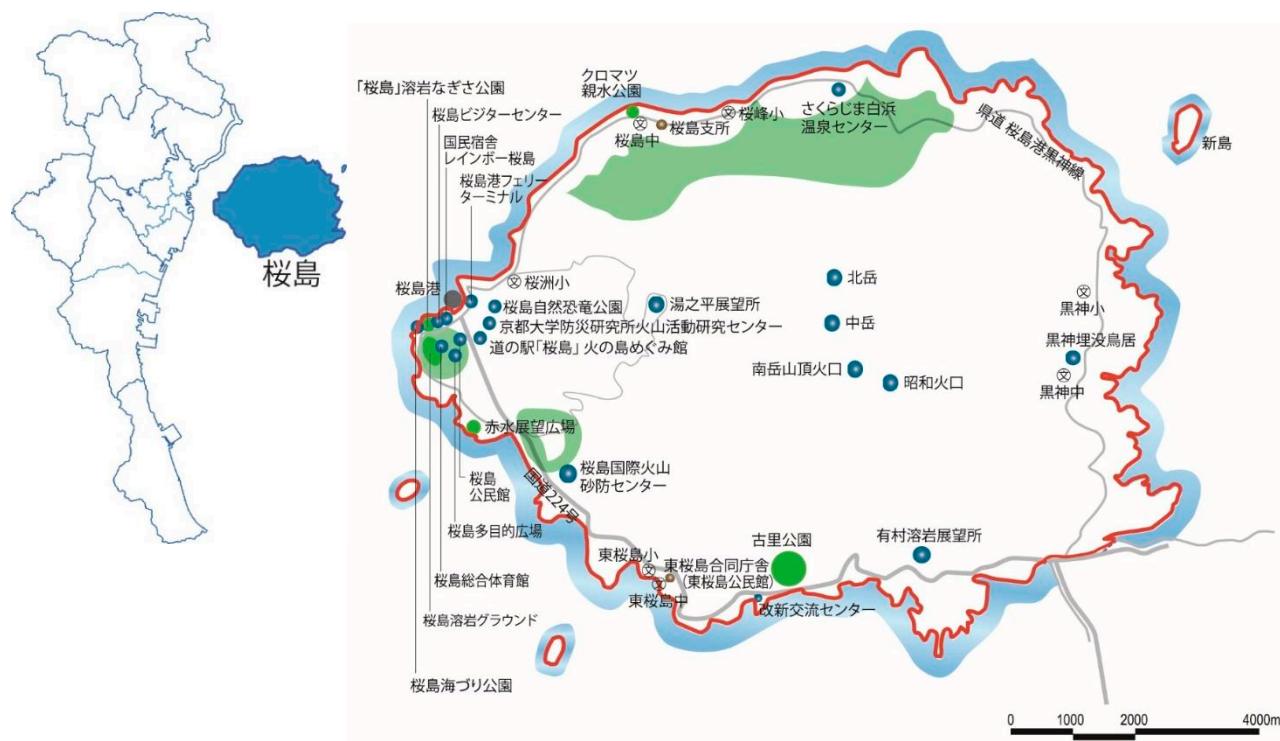 桜島
「桜島」溶岩なぎさ公園
桜島ビジターセンター
国民宿舎
レインボー桜島
桜島港フェリー
ターミナル
クロマツ
親水公園
桜島中
桜島支所
桜峰小
さくらじま白浜
温泉センター
県道 桜島港黒神線
新島
桜島港
桜洲小
桜島自然恐竜公園
京都大学防災研究所火山活動研究センター
道の駅「桜島」火の島めぐみ館
湯之平展望所
北岳
中岳
南岳山頂火口
昭和火口
黒神小
黒神埋没鳥居
黒神中
赤水展望広場
桜島
公民館
桜島国際火山
砂防センター
国道224号
桜島多目的広場
桜島総合体育館
桜島溶岩グラウンド
桜島海づり公園
東桜島小
東桜島合同庁舎
(東桜島公民館)
東桜島中
古里公園
改新交流センター
有村溶岩展望所
文
文
文
文
文
文
文
0 1000 2000 4000m